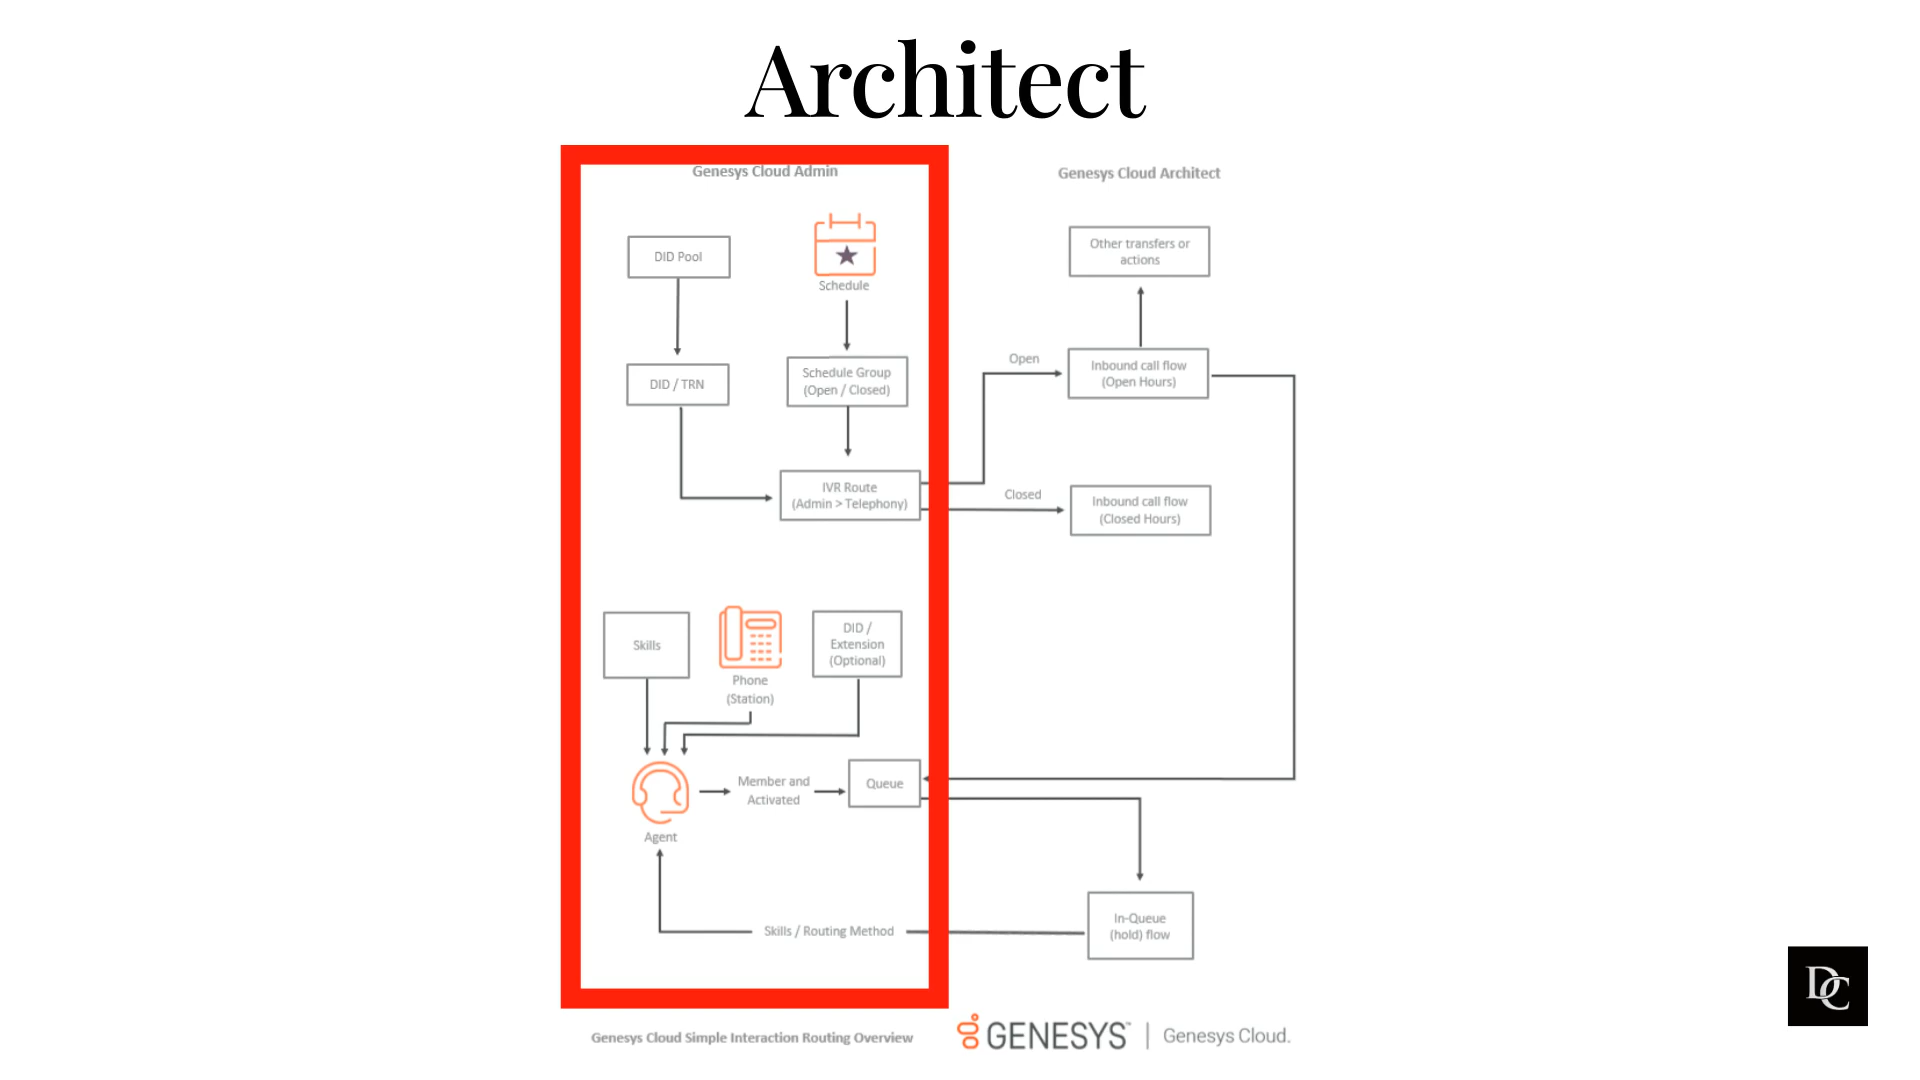 Architect
Genesys Cloud Admin
Genesys Cloud Architect
DID Pool
Schedule
Other transfers or
actions
DID / TRN
Schedule Group
(Open / Closed)
Open
Inbound call flow
(Open Hours)
IVR Route
(Admin > Telephony)
Closed
Inbound call flow
(Closed Hours)
Skills
Phone
(Station)
DID /
Extension
(Optional)
Agent
Member and
Activated
Queue
Skills / Routing Method
In-Queue
(hold) flow
Genesys Cloud Simple Interaction Routing Overview
GENESYS™ | Genesys Cloud.
DC